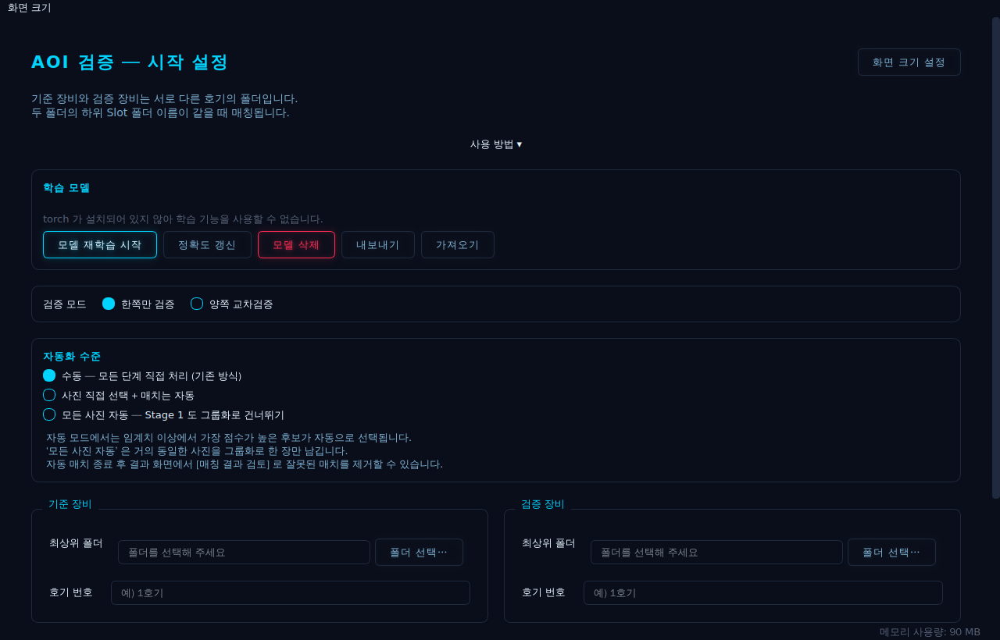 화면 크기
AOI 검증 — 시작 설정
화면 크기 설정
기준 장비와 검증 장비는 서로 다른 호기의 폴더입니다.
두 폴더의 하위 Slot 폴더 이름이 같을 때 매칭됩니다.
사용 방법 ▾
학습 모델
torch 가 설치되어 있지 않아 학습 기능을 사용할 수 없습니다.
모델 재학습 시작 정확도 갱신 모델 삭제 내보내기 가져오기
검증 모드 한쪽만 검증 양쪽 교차검증
자동화 수준
수동 — 모든 단계 직접 처리 (기존 방식)
사진 직접 선택 + 매치는 자동
모든 사진 자동 — Stage 1 도 그룹화로 건너뛰기
자동 모드에서는 임계치 이상에서 가장 점수가 높은 후보가 자동으로 선택됩니다.
'모든 사진 자동' 은 거의 동일한 사진을 그룹화로 한 장만 남깁니다.
자동 매치 종료 후 결과 화면에서 [매칭 결과 검토] 로 잘못된 매치를 제거할 수 있습니다.
기준 장비
최상위 폴더 폴더를 선택해 주세요 폴더 선택…
호기 번호 예) 1호기
검증 장비
최상위 폴더 폴더를 선택해 주세요 폴더 선택…
호기 번호 예) 1호기
메모리 사용량: 90 MB